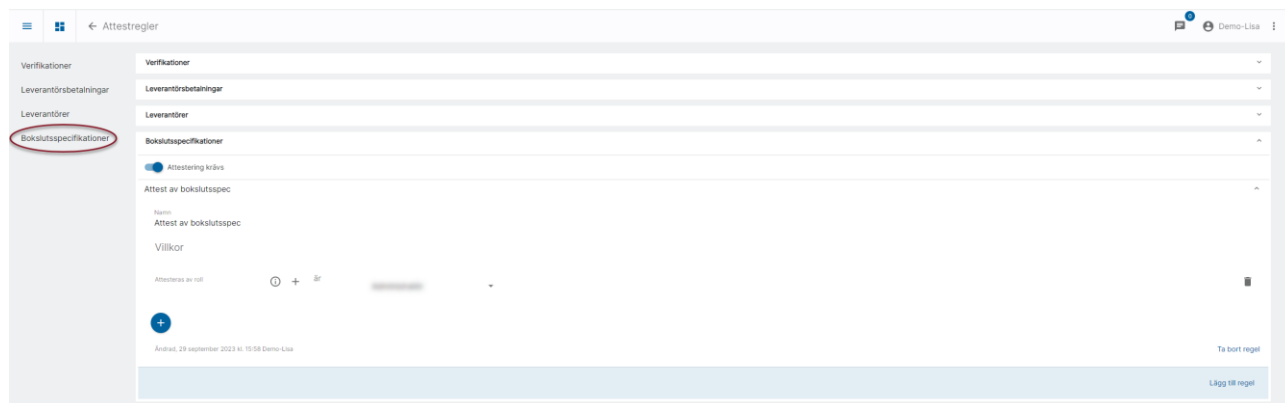 Attestregler
0
Demo-Lisa
Verifikationer
Leverantörsbetalningar
Leverantörer
Bokslutsspecifikationer
Verifikationer
Leverantörsbetalningar
Leverantörer
Bokslutsspecifikationer
Attestering krävs
Attest av bokslutsspec
Namn
Attest av bokslutsspec
Villkor
Attesteras av roll
är
Ändrad, 29 september 2023 kl. 15:58 Demo-Lisa
Ta bort regel
Lägg till regel